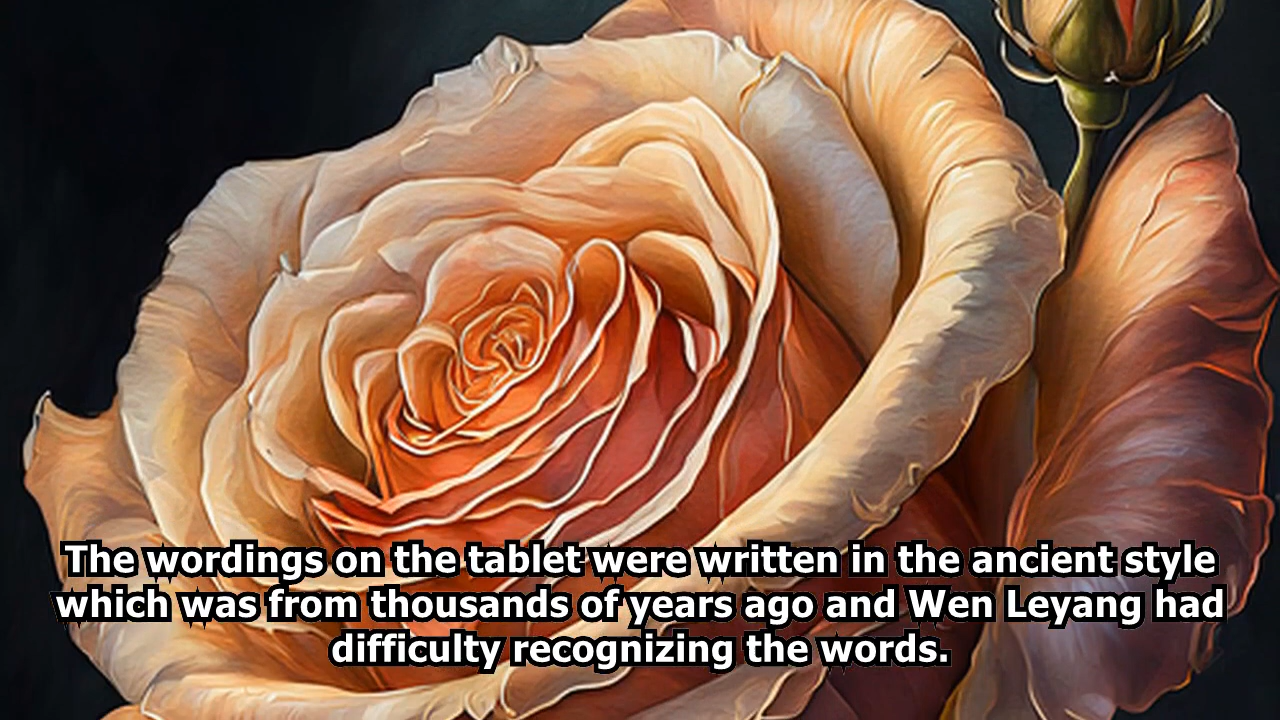 The wordings on the tablet were written in the ancient style
which was from thousands of years ago and Wen Leyang had
difficulty recognizing the words.